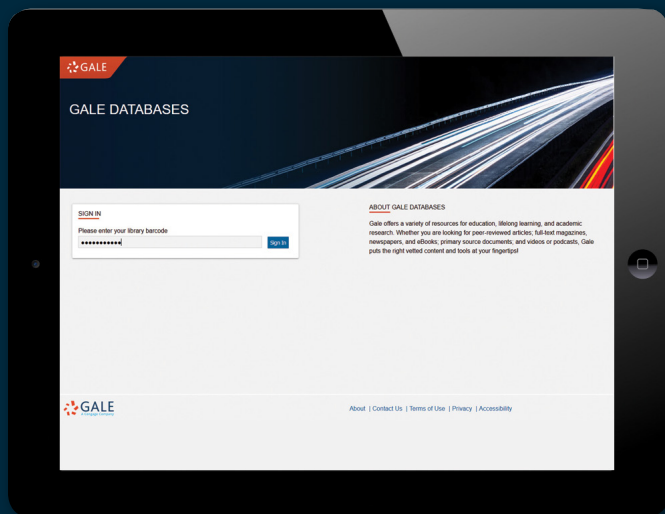 GALE
GALE DATABASES
SIGN IN
Please enter your library barcode
Sign In
ABOUT GALE DATABASES
Gale offers a variety of resources for education, lifelong learning, and academic
research. Whether you are looking for peer-reviewed articles; full-text magazines,
newspapers, and eBooks; primary source documents; and videos or podcasts, Gale
puts the right vetted content and tools at your fingertips!
GALE
A Cengage Company
About | Contact Us | Terms of Use | Privacy | Accessibility